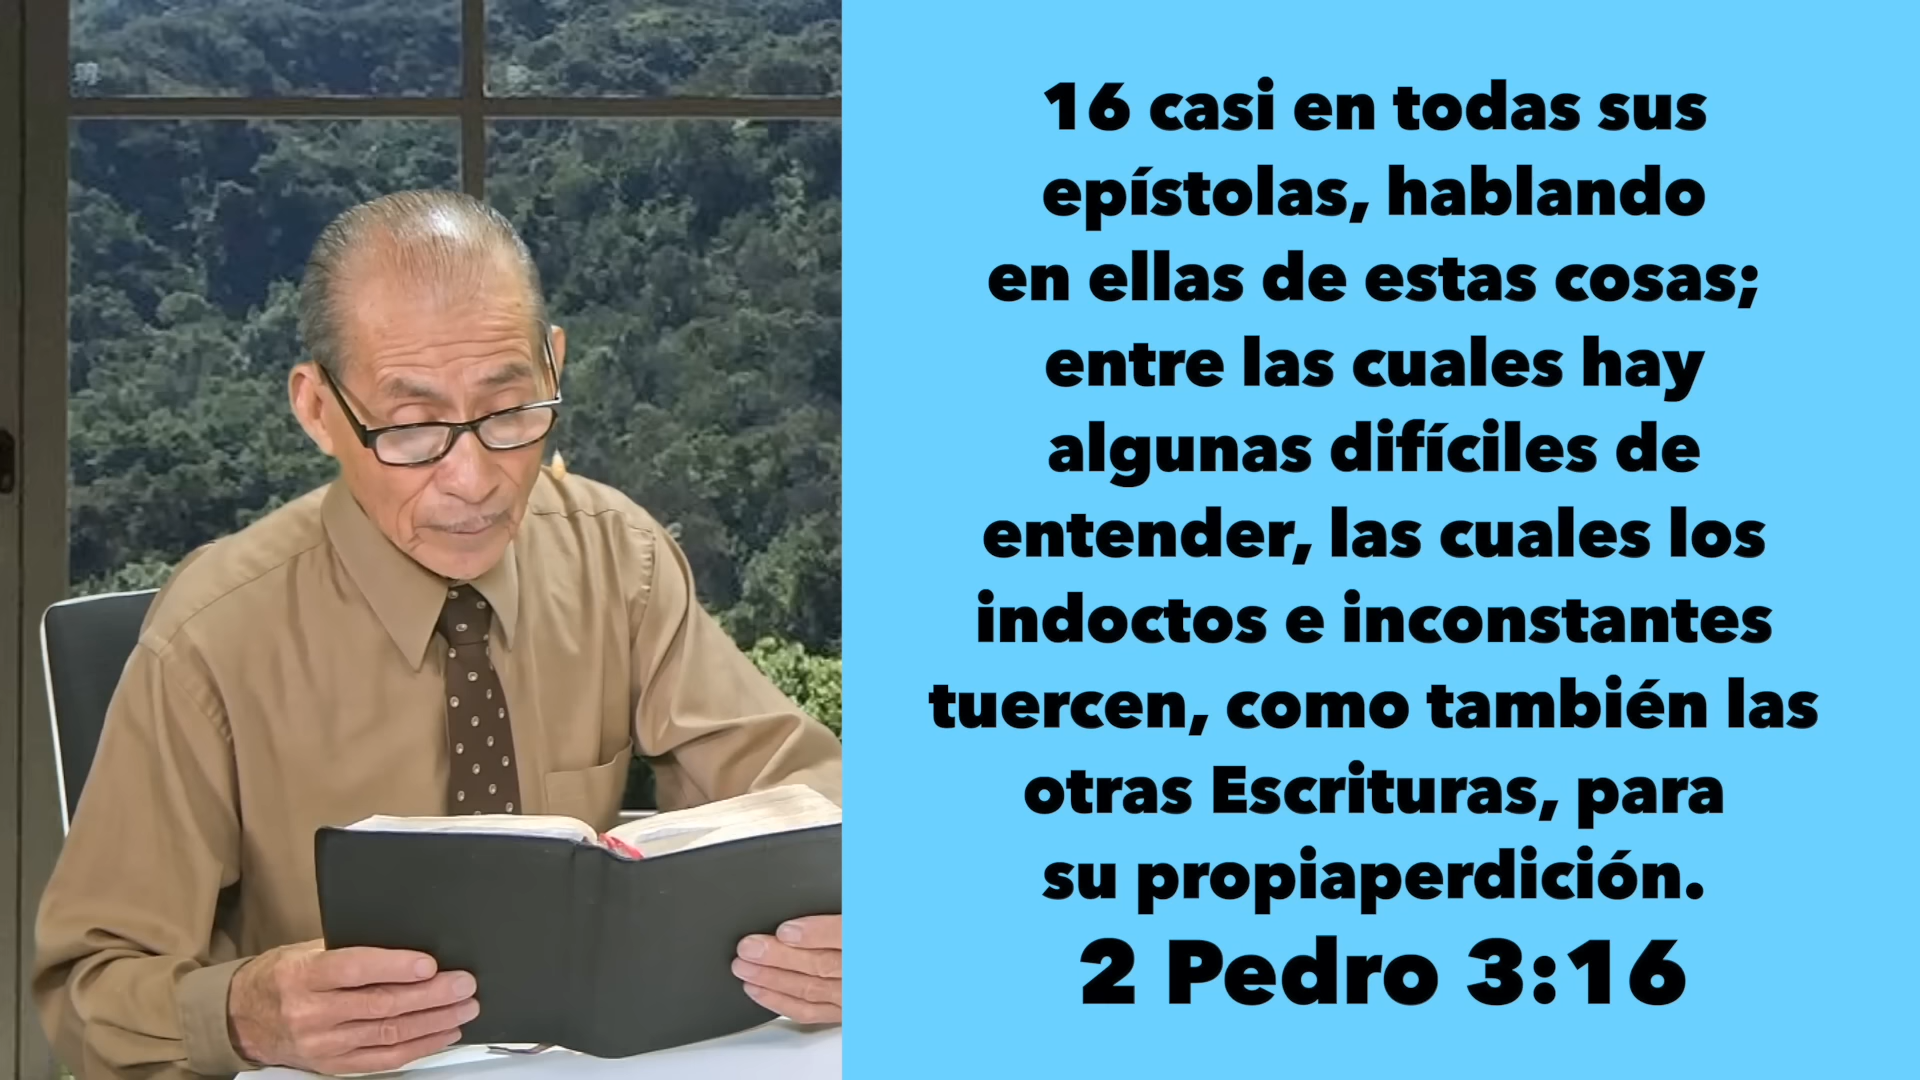 16 casi en todas sus
epístolas, hablando
en ellas de estas cosas;
entre las cuales hay
algunas difíciles de
entender, las cuales los
indoctos e inconstantes
tuercen, como también las
otras Escrituras, para
su propiaperdición.
2 Pedro 3:16